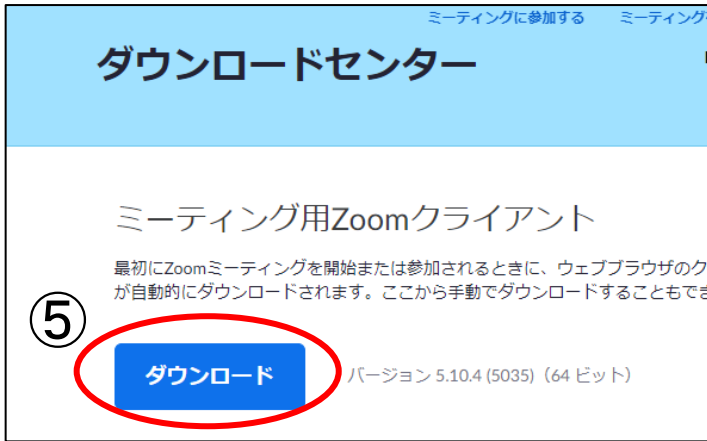 ミーティングに参加する ミーティング
ダウンロードセンター
ミーティング用Zoomクライアント
最初にZoomミーティングを開始または参加されるときに、ウェブブラウザのク
が自動的にダウンロードされます。ここから手動でダウンロードすることもでき
⑤
ダウンロード バージョン 5.10.4 (5035)（64 ビット）